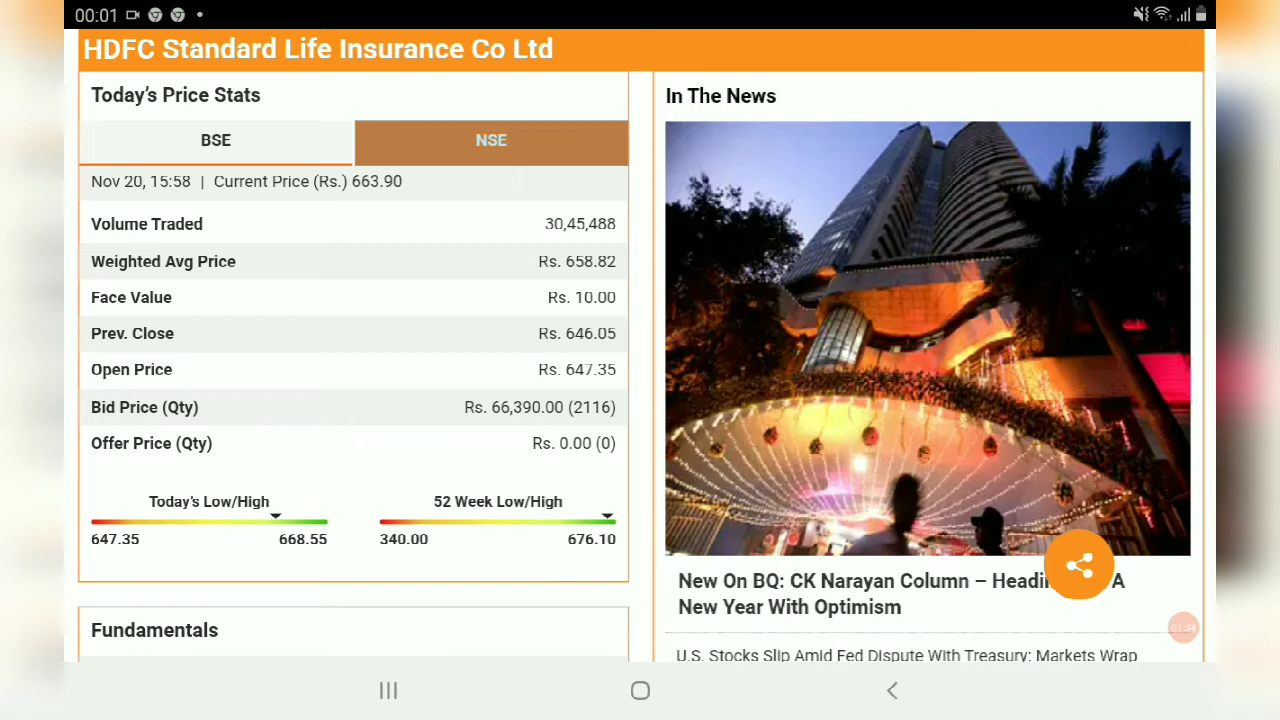 00:01
HDFC Standard Life Insurance Co Ltd
Today's Price Stats
BSE NSE
Nov 20, 15:58 | Current Price (Rs.) 663.90
Volume Traded 30,45,488
Weighted Avg Price Rs. 658.82
Face Value Rs. 10.00
Prev. Close Rs. 646.05
Open Price Rs. 647.35
Bid Price (Qty) Rs. 66,390.00 (2116)
Offer Price (Qty) Rs. 0.00 (0)
Today's Low/High 52 Week Low/High
647.35 668.55 340.00 676.10
Fundamentals
In The News
New On BQ: CK Narayan Column – A
New Year With Optimism
01:34
U.S. Stocks Slip Amid Fed Dispute With Treasury: Markets Wrap